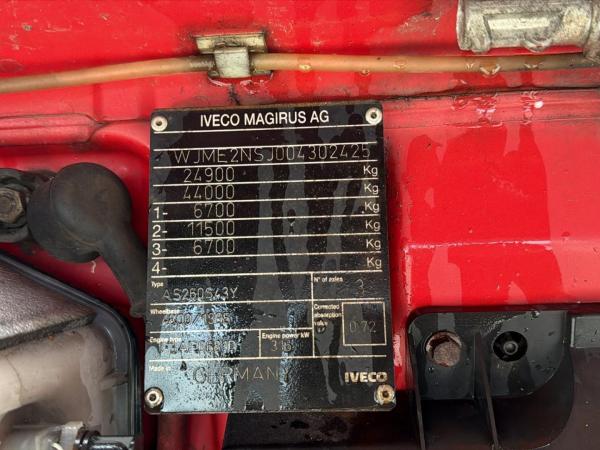 IVECO MAGIRUS AG
WJME2NSJ004302425
24900 Kg
44000 Kg
1- 6700 Kg
2- 11500 Kg
3- 6700 Kg
4- Kg
Type N° of axles 3
AS260S43Y
Wheelbase Corrected absorption value 0.72
Engine type Engine power kW
316
Made in GERMANY IVECO